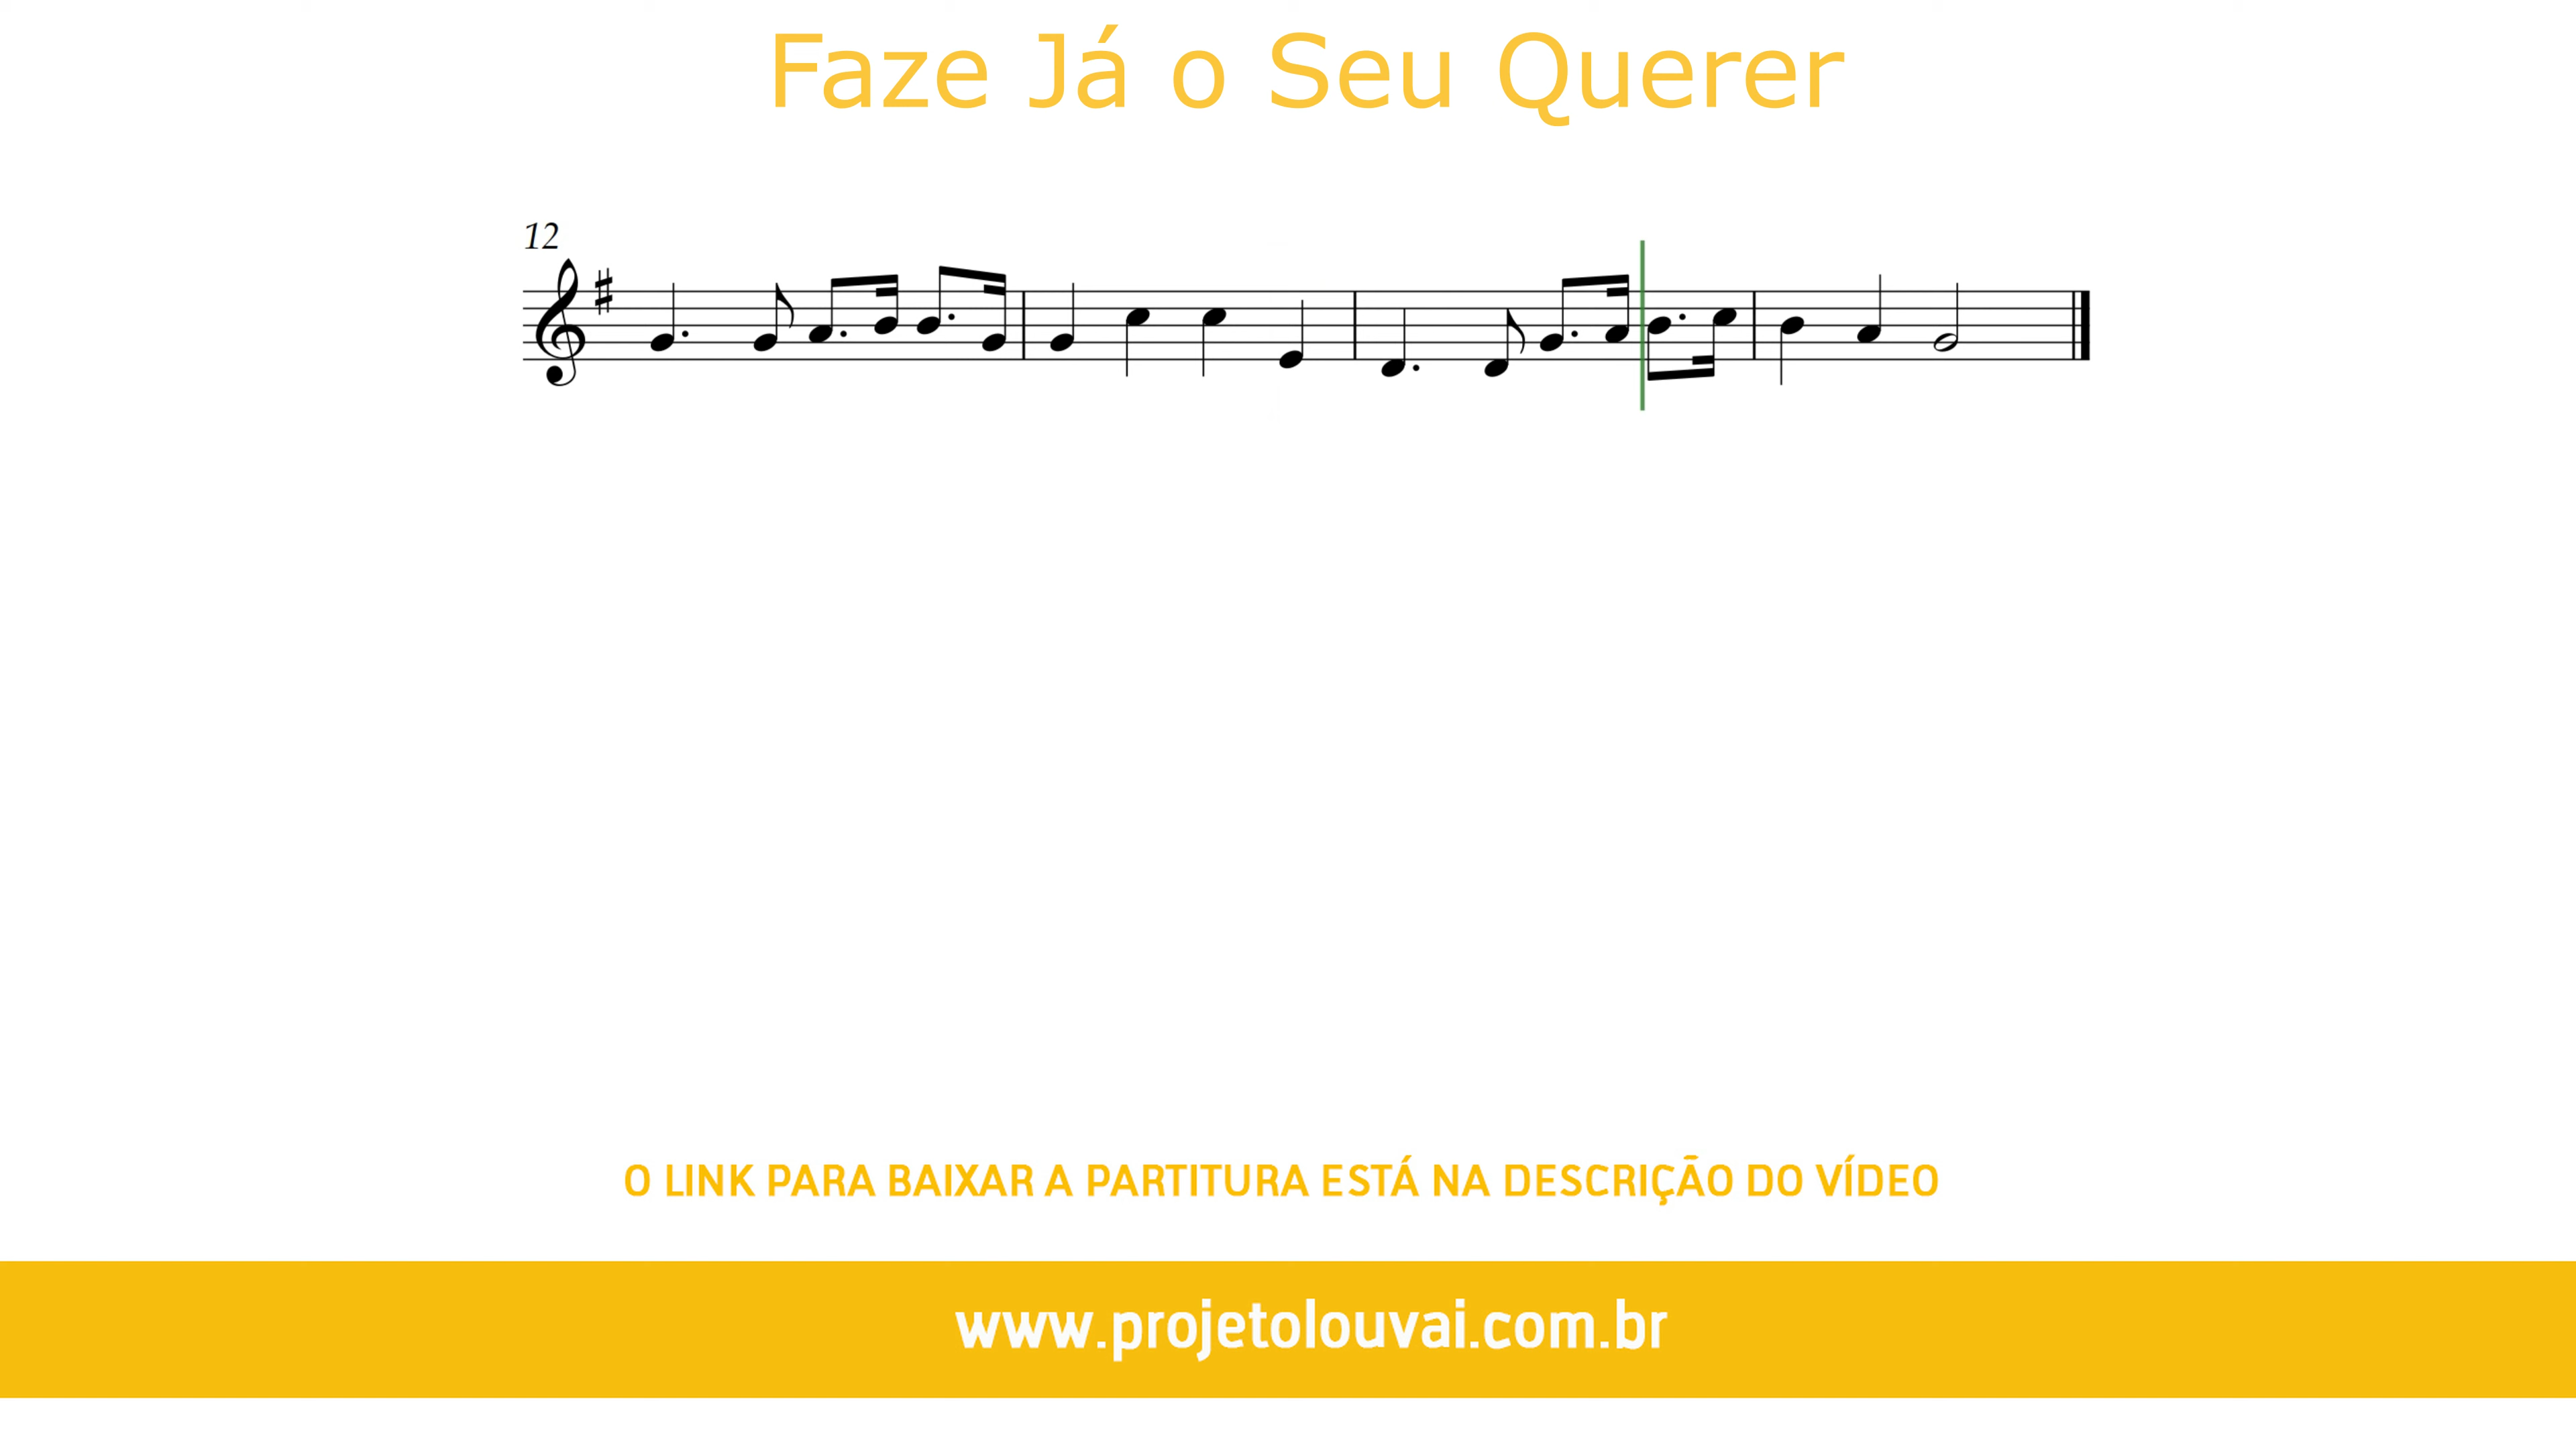 Faze Já o Seu Querer
12
O LINK PARA BAIXAR A PARTITURA ESTÁ NA DESCRIÇÃO DO VÍDEO
www.projetolouvai.com.br